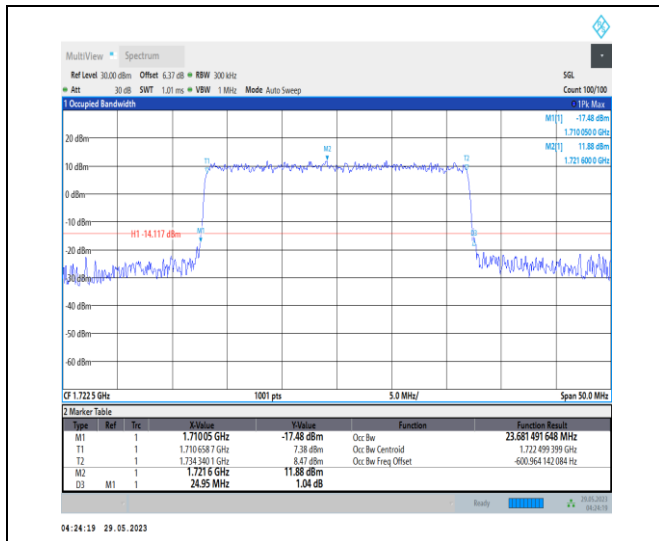 MultiView Spectrum
Ref Level 30.00 dBm Offset 6.37 dB RBW 300 kHz SGL
Att 30 dB SWT 1.01 ms VBW 1 MHz Mode Auto Sweep Count 100/100
1 Occupied Bandwidth 1Pk Max
M1[1] -17.48 dBm
1.710 050 0 GHz
M2[1] 11.88 dBm
1.721 600 0 GHz
20 dBm
M2
T1 T2
10 dBm
0 dBm
-10 dBm
H1 -14.117 dBm M1 D3
-20 dBm
-30 dBm
-40 dBm
-50 dBm
-60 dBm
CF 1.722 5 GHz 1001 pts 5.0 MHz/ Span 50.0 MHz
2 Marker Table
Type Ref Trc X-Value Y-Value Function Function Result
M1 1 1.710 05 GHz -17.48 dBm Occ Bw 23.681 491 648 MHz
T1 1 1.710 658 7 GHz 7.38 dBm Occ Bw Centroid 1.722 499 399 GHz
T2 1 1.734 340 1 GHz 8.47 dBm Occ Bw Freq Offset -600.964 142 084 Hz
M2 1 1.721 6 GHz 11.88 dBm
D3 M1 1 24.95 MHz 1.04 dB
Ready 29.05.2023
04:24:19
04:24:19 29.05.2023